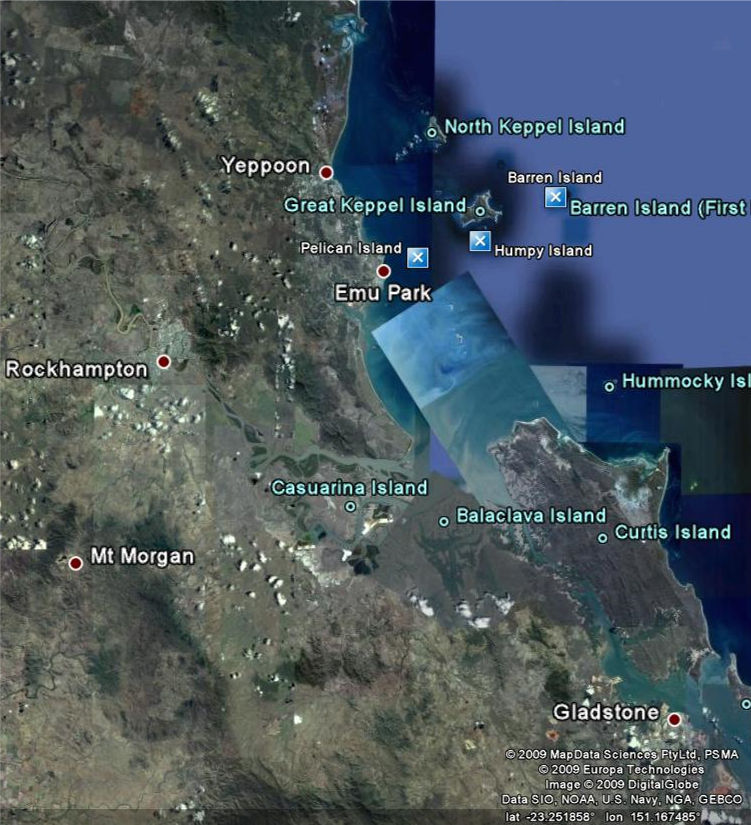 North Keppel Island
Yeppoon
Barren Island
Great Keppel Island
Barren Island (First
Pelican Island
Humpy Island
Emu Park
Rockhampton
Hummocky Isl
Casuarina Island
Balaclava Island
Curtis Island
Mt Morgan
Gladstone
© 2009 MapData Sciences PtyLtd, PSMA
© 2009 Europa Technologies
Image © 2009 DigitalGlobe
Data SIO, NOAA, U.S. Navy, NGA, GEBCO
lat -23.251858° lon 151.167485°